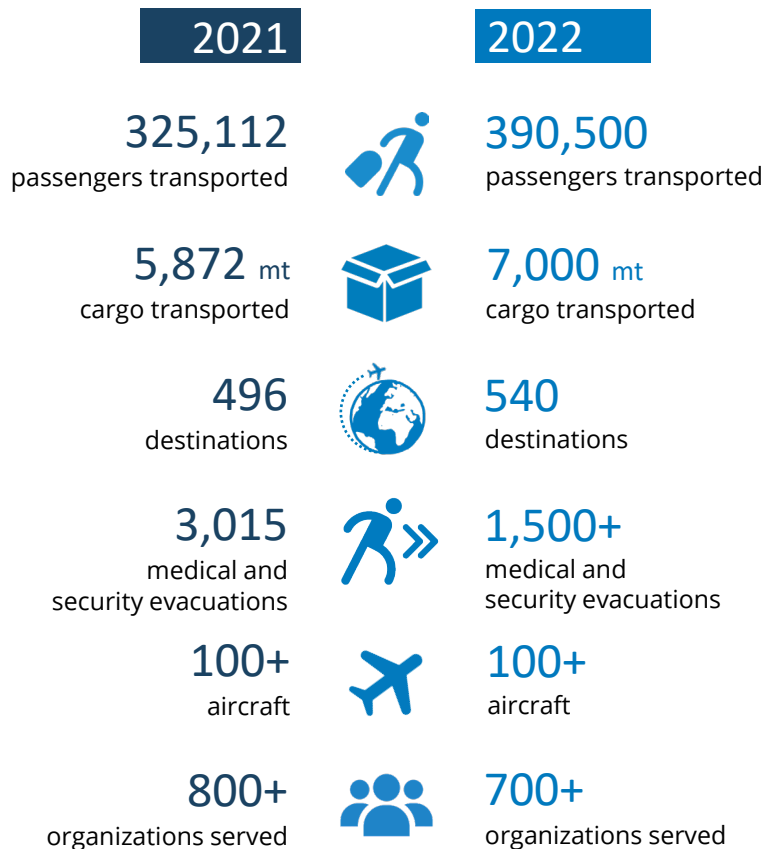 2021
2022
325,112
passengers transported
390,500
passengers transported
5,872 mt
cargo transported
7,000 mt
cargo transported
496
destinations
540
destinations
3,015
medical and
security evacuations
1,500+
medical and
security evacuations
100+
aircraft
100+
aircraft
800+
organizations served
700+
organizations served